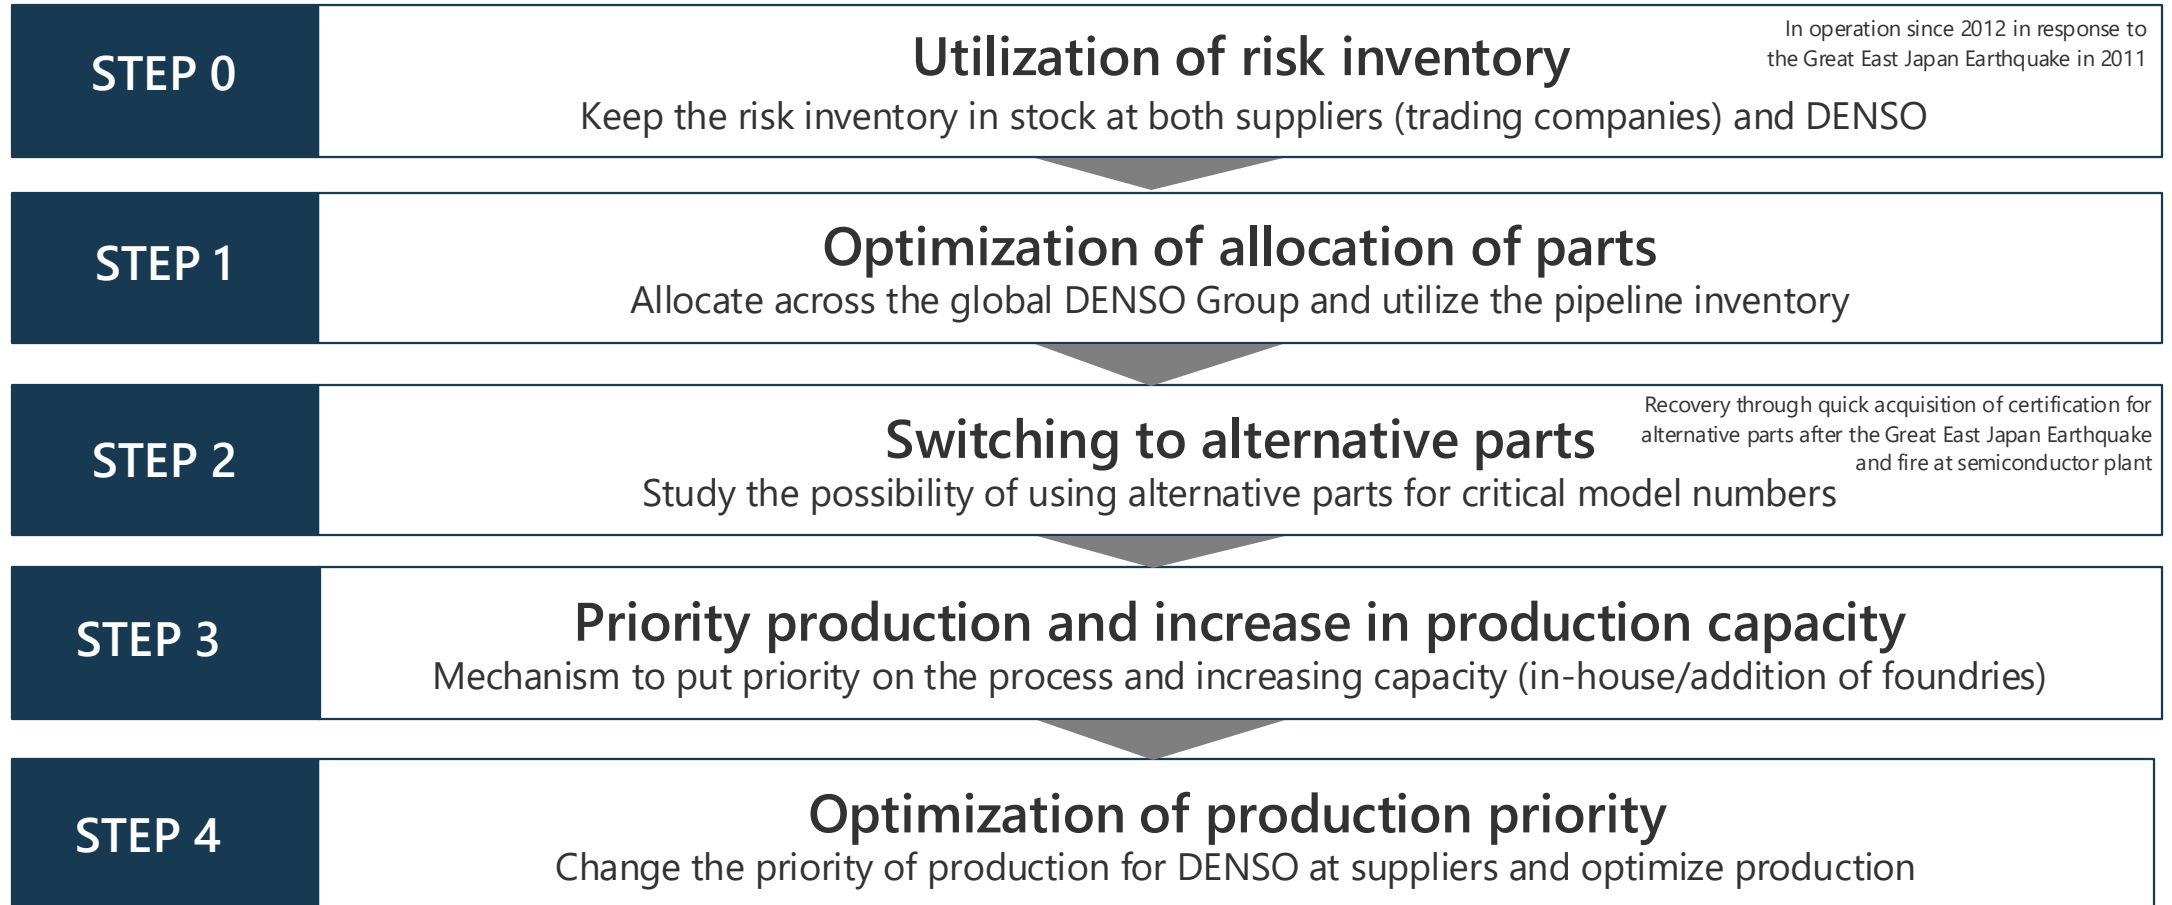 STEP 0
Utilization of risk inventory
In operation since 2012 in response to
the Great East Japan Earthquake in 2011
Keep the risk inventory in stock at both suppliers (trading companies) and DENSO
STEP 1
Optimization of allocation of parts
Allocate across the global DENSO Group and utilize the pipeline inventory
STEP 2
Switching to alternative parts
Recovery through quick acquisition of certification for
alternative parts after the Great East Japan Earthquake
and fire at semiconductor plant
Study the possibility of using alternative parts for critical model numbers
STEP 3
Priority production and increase in production capacity
Mechanism to put priority on the process and increasing capacity (in-house/addition of foundries)
STEP 4
Optimization of production priority
Change the priority of production for DENSO at suppliers and optimize production